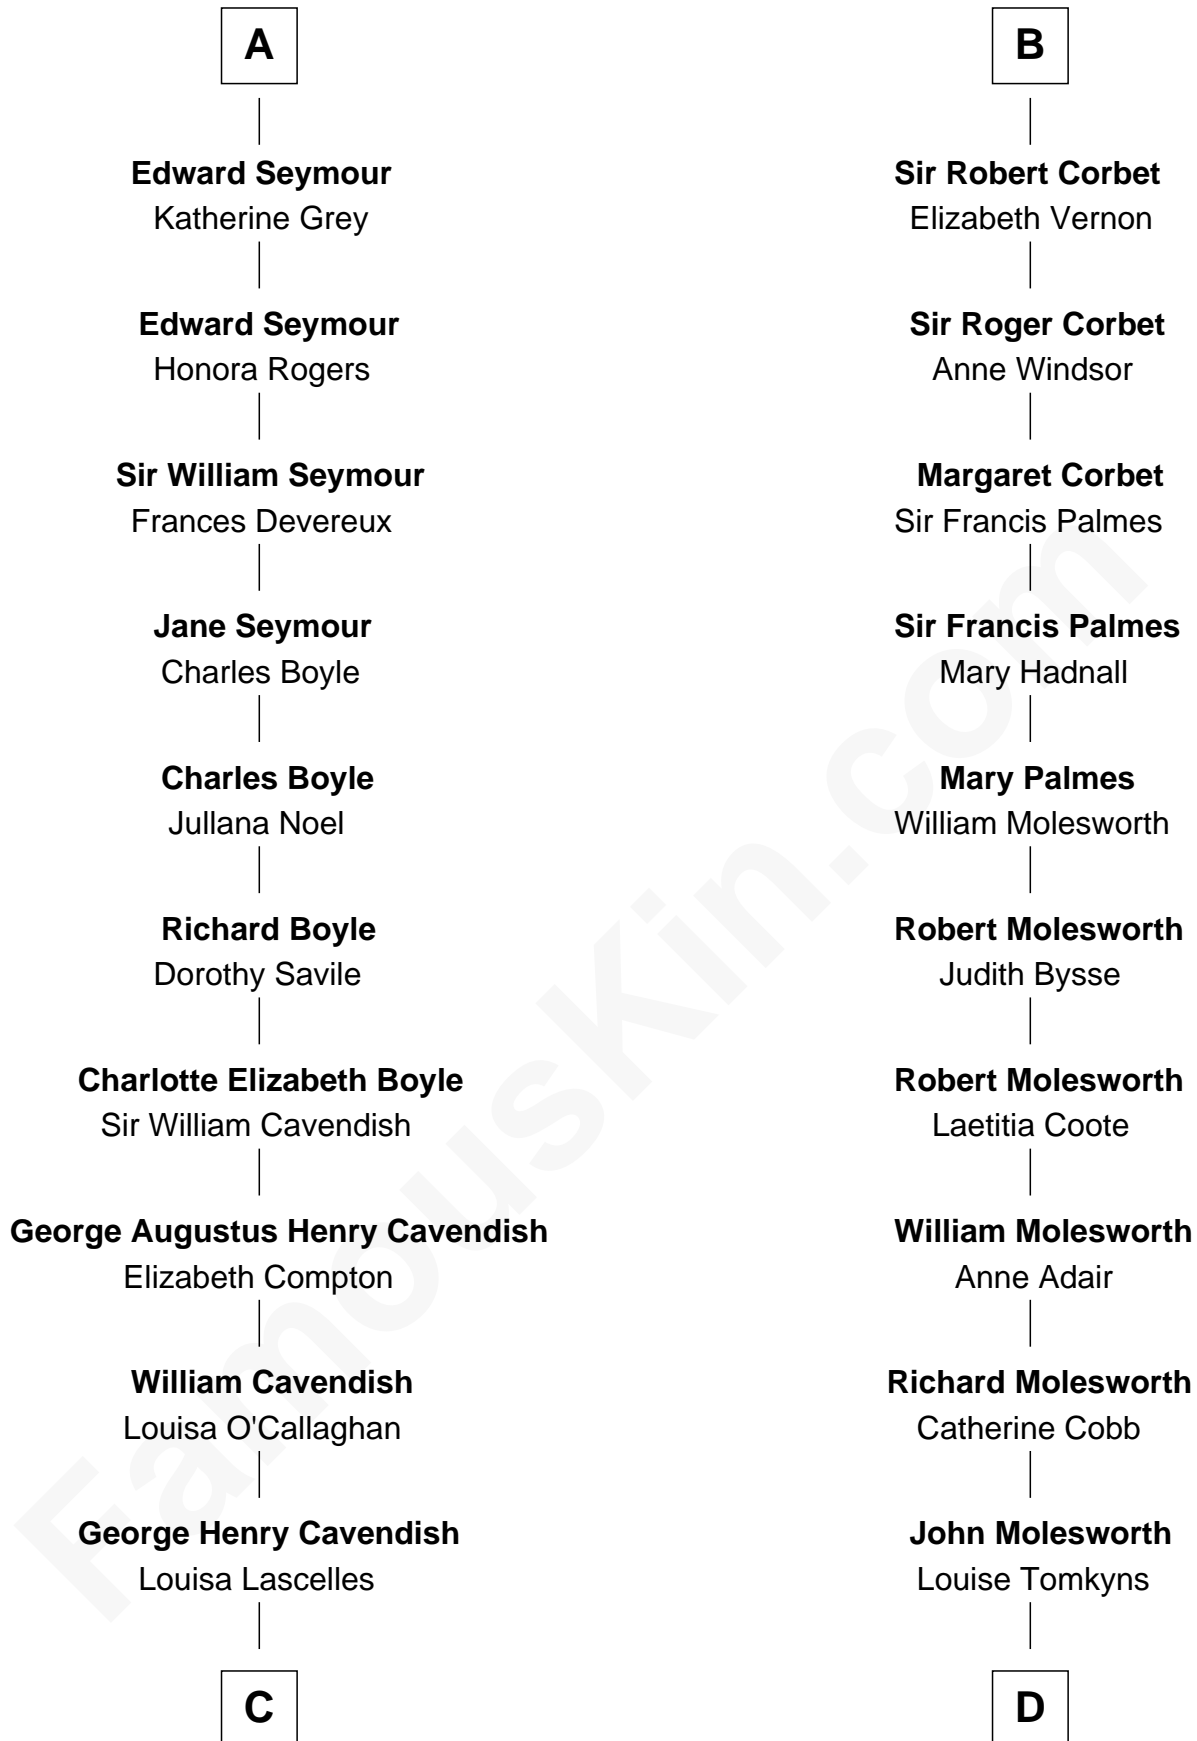 A
Edward Seymour
Katherine Grey
Edward Seymour
Honora Rogers
Sir William Seymour
Frances Devereux
Jane Seymour
Charles Boyle
Charles Boyle
Jullana Noel
Richard Boyle
Dorothy Savile
Charlotte Elizabeth Boyle
Sir William Cavendish
George Augustus Henry Cavendish
Elizabeth Compton
William Cavendish
Louisa O'Callaghan
George Henry Cavendish
Louisa Lascelles
C
B
Sir Robert Corbet
Elizabeth Vernon
Sir Roger Corbet
Anne Windsor
Margaret Corbet
Sir Francis Palmes
Sir Francis Palmes
Mary Hadnall
Mary Palmes
William Molesworth
Robert Molesworth
Judith Bysse
Robert Molesworth
Laetitia Coote
William Molesworth
Anne Adair
Richard Molesworth
Catherine Cobb
John Molesworth
Louise Tomkyns
D
FamousKin.com